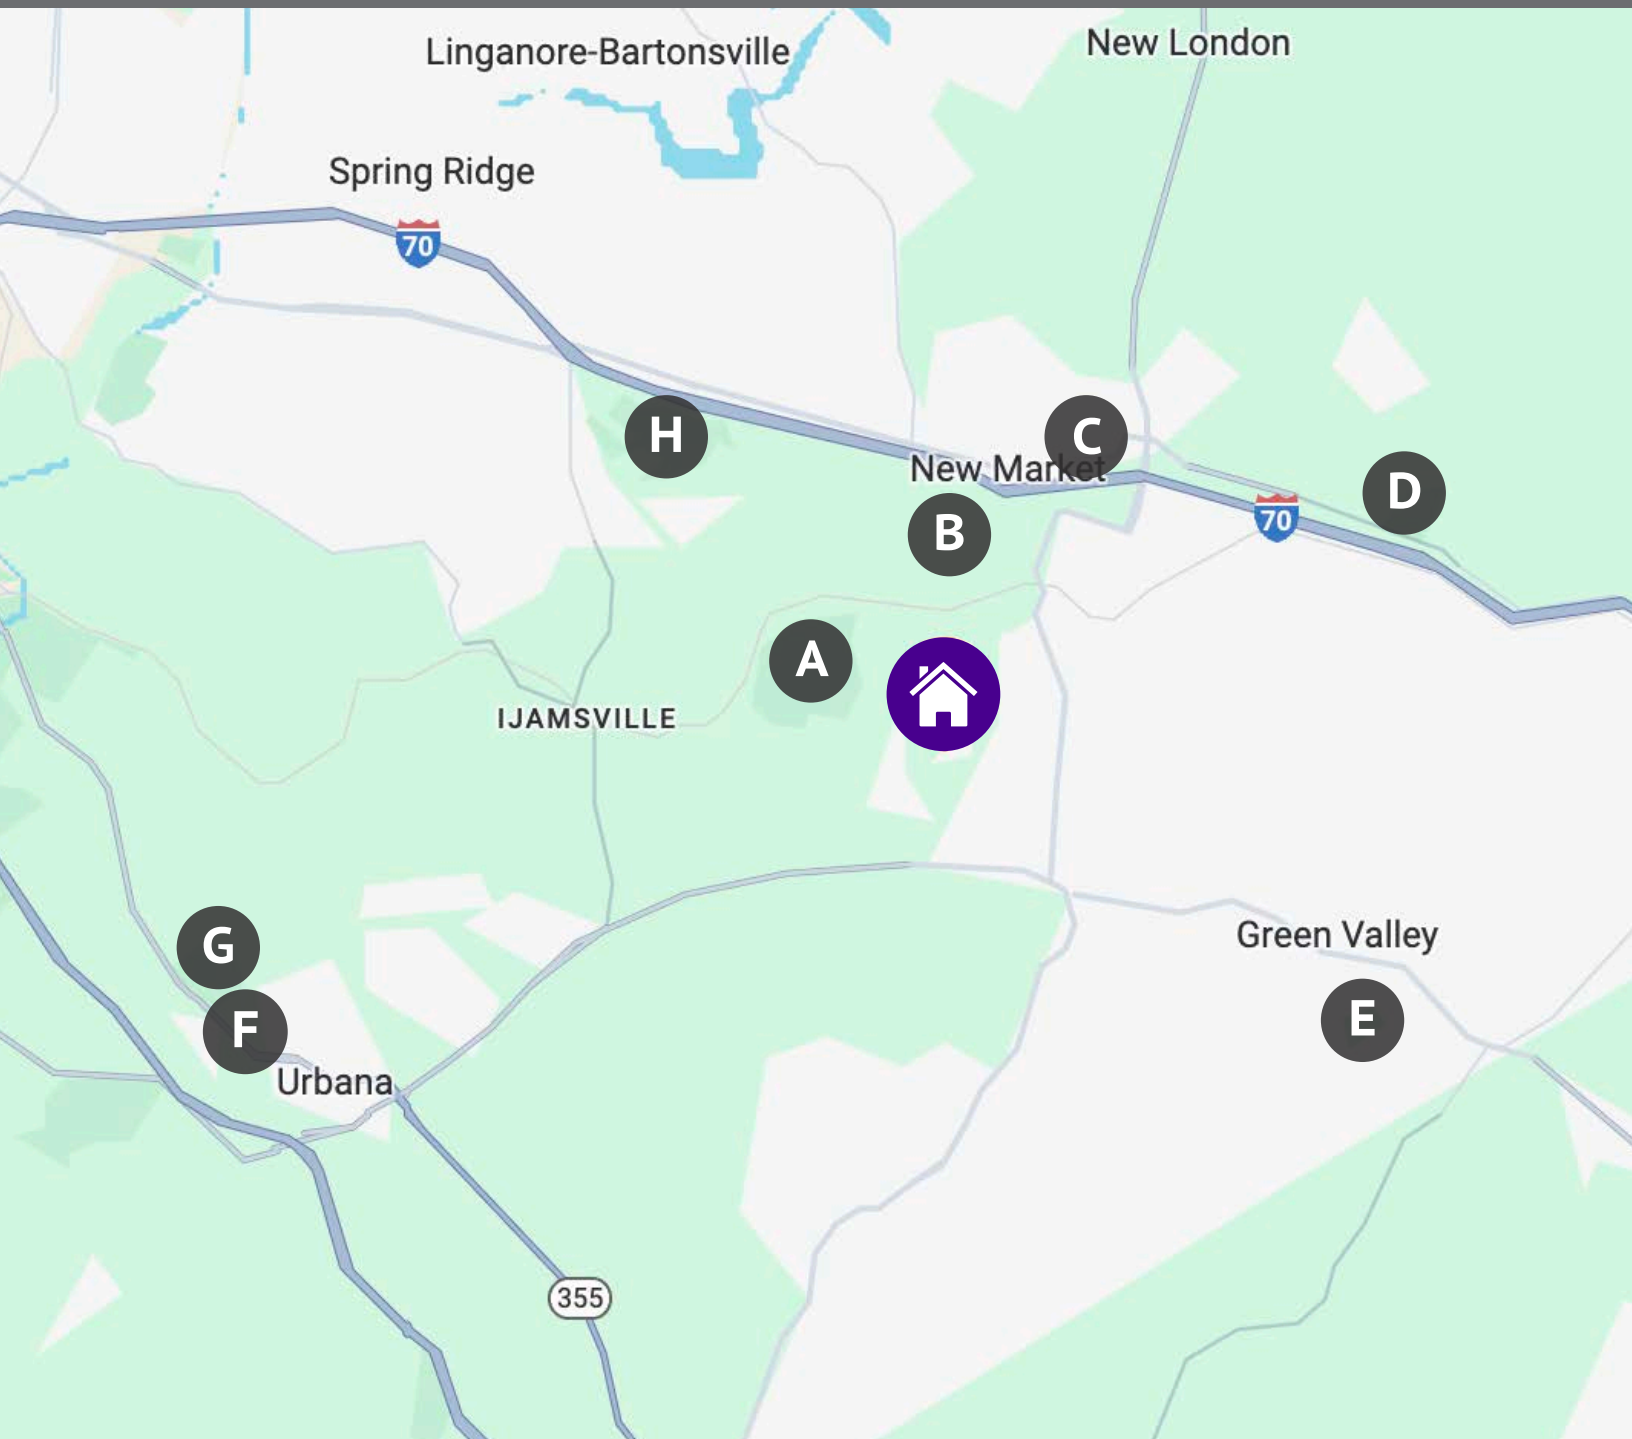 New London
Linganore-Bartonsville
Spring Ridge
70
H
C
New Market
D
70
B
A
IJAMSVILLE
G
Green Valley
E
F
Urbana
355